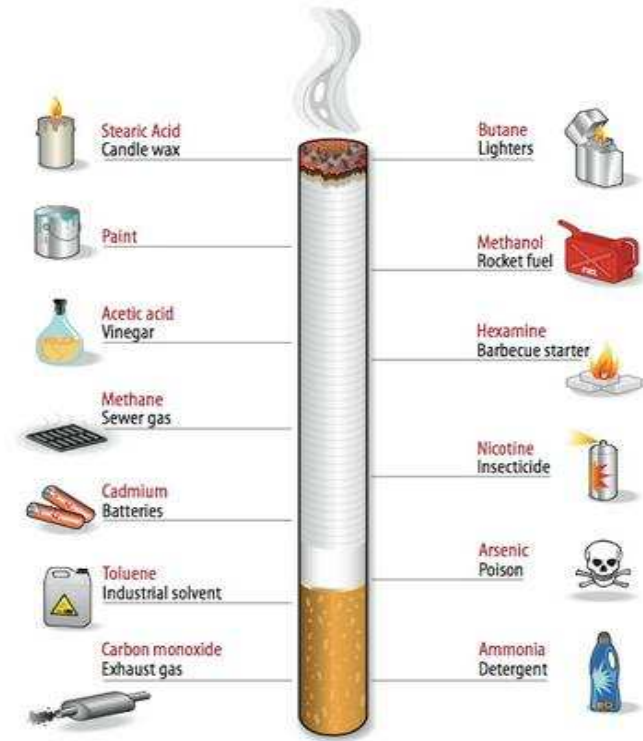 Stearic Acid
Candle wax
Paint
Acetic acid
Vinegar
Methane
Sewer gas
Cadmium
Batteries
Toluene
Industrial solvent
Carbon monoxide
Exhaust gas
Butane
Lighters
Methanol
Rocket fuel
FUEL
Hexamine
Barbecue starter
Nicotine
Insecticide
Arsenic
Poison
Ammonia
Detergent